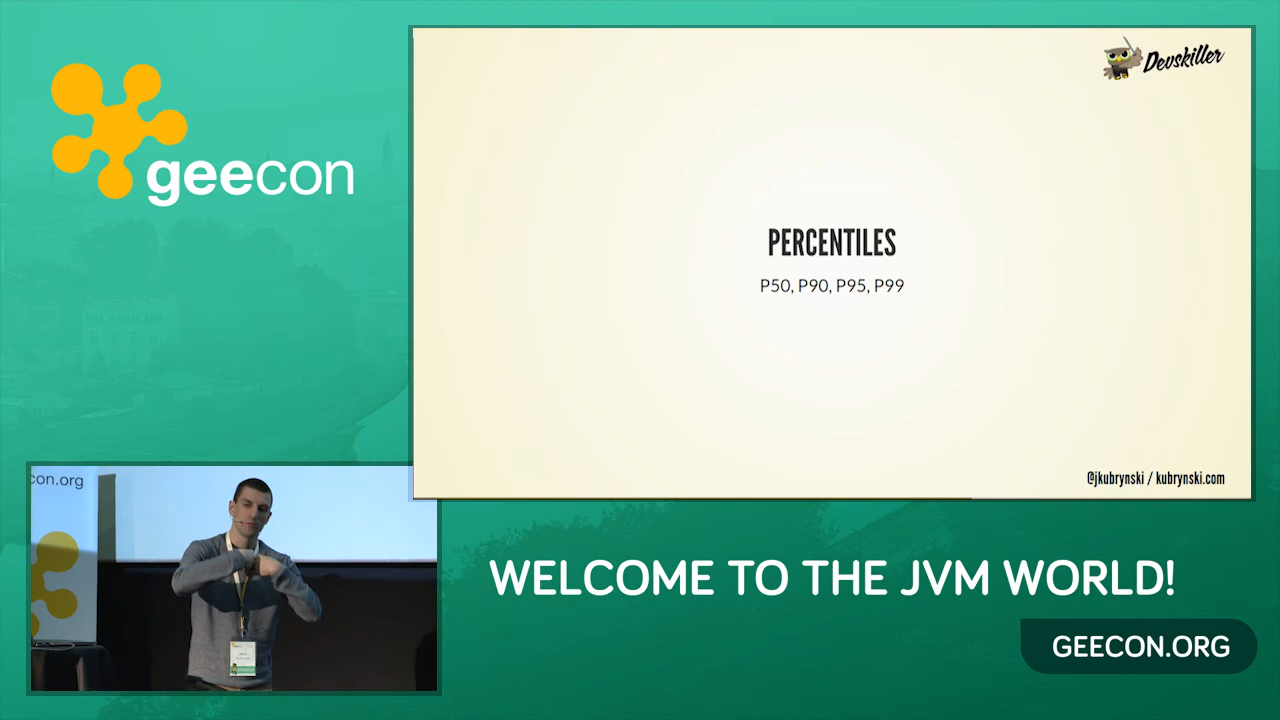 geecon
Devskiller
PERCENTILES
P50, P90, P95, P99
@jkubrynski / kubrynski.com
con.org
WELCOME TO THE JVM WORLD!
GEECON.ORG